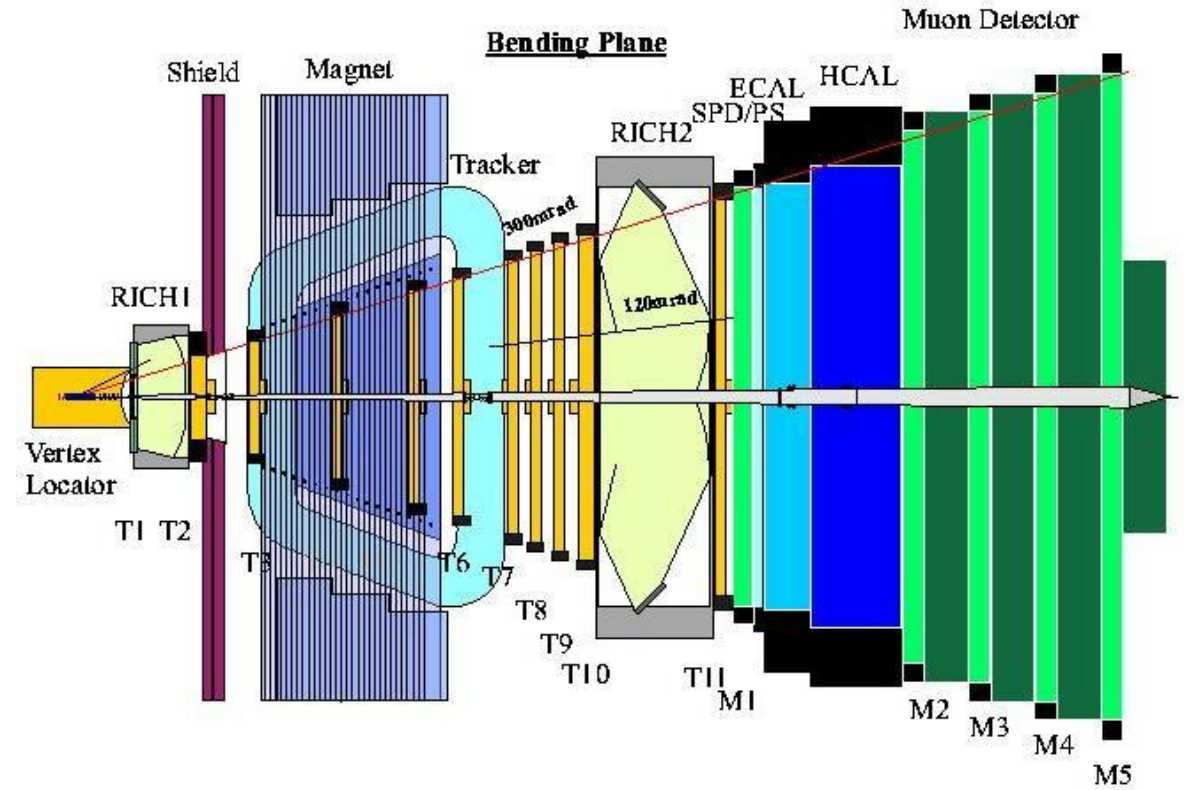 Muon Detector
Bending Plane
Shield
Magnet
HCAL
ECAL
SPD/PS
RICH2
Tracker
300mrad
RICH1
120mrad
Vertex
Locator
T1
T2
T3
T6
T7
T8
T9
T10
T11
M1
M2
M3
M4
M5